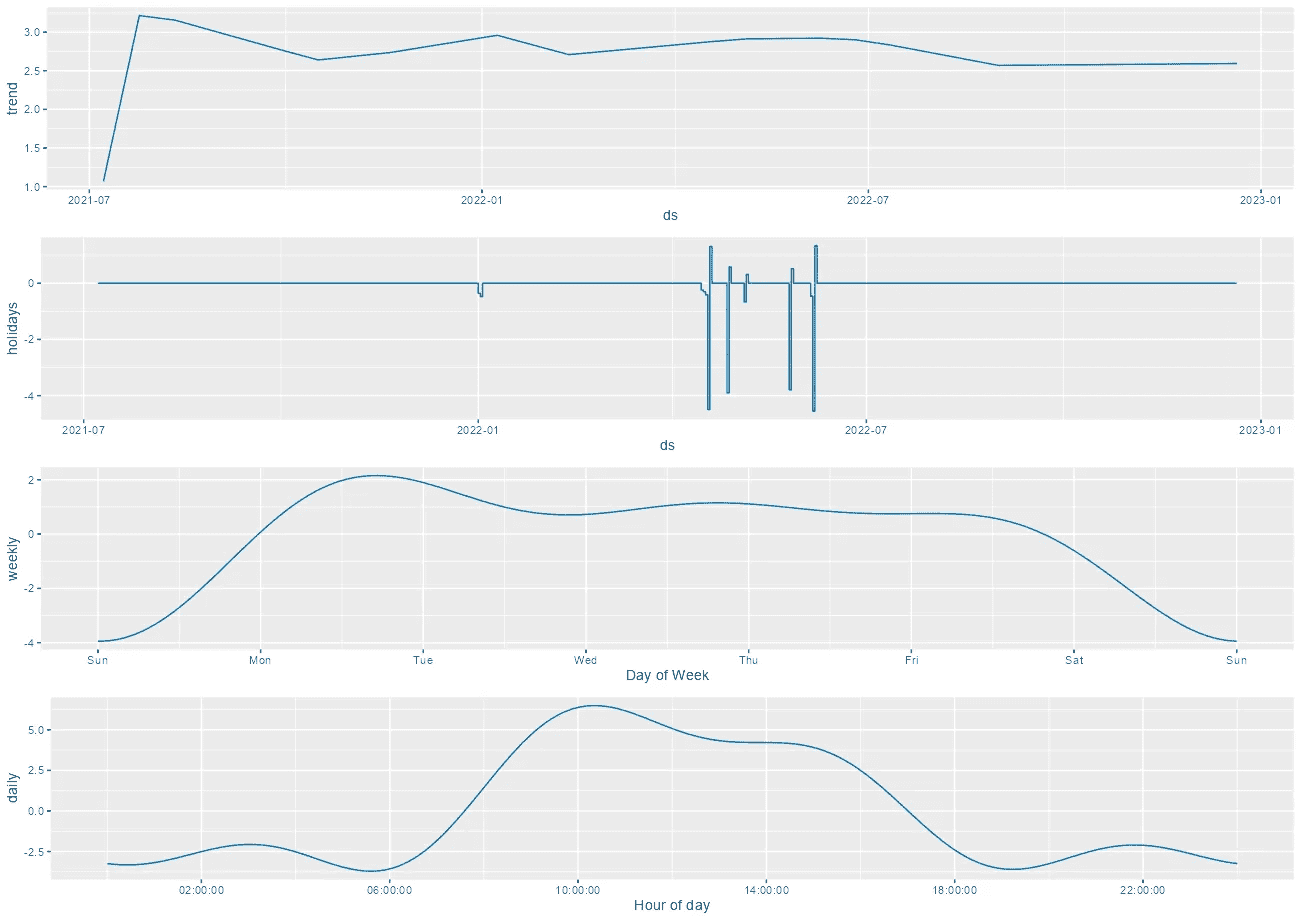 trend
3.0
2.5
2.0
1.5
1.0
2021-07 2022-01 2022-07 2023-01
ds
holidays
0
-2
-4
2021-07 2022-01 2022-07 2023-01
ds
weekly
2
0
-2
-4
Sun Mon Tue Wed Thu Fri Sat Sun
Day of Week
daily
5.0
2.5
0.0
-2.5
02:00:00 06:00:00 10:00:00 14:00:00 18:00:00 22:00:00
Hour of day